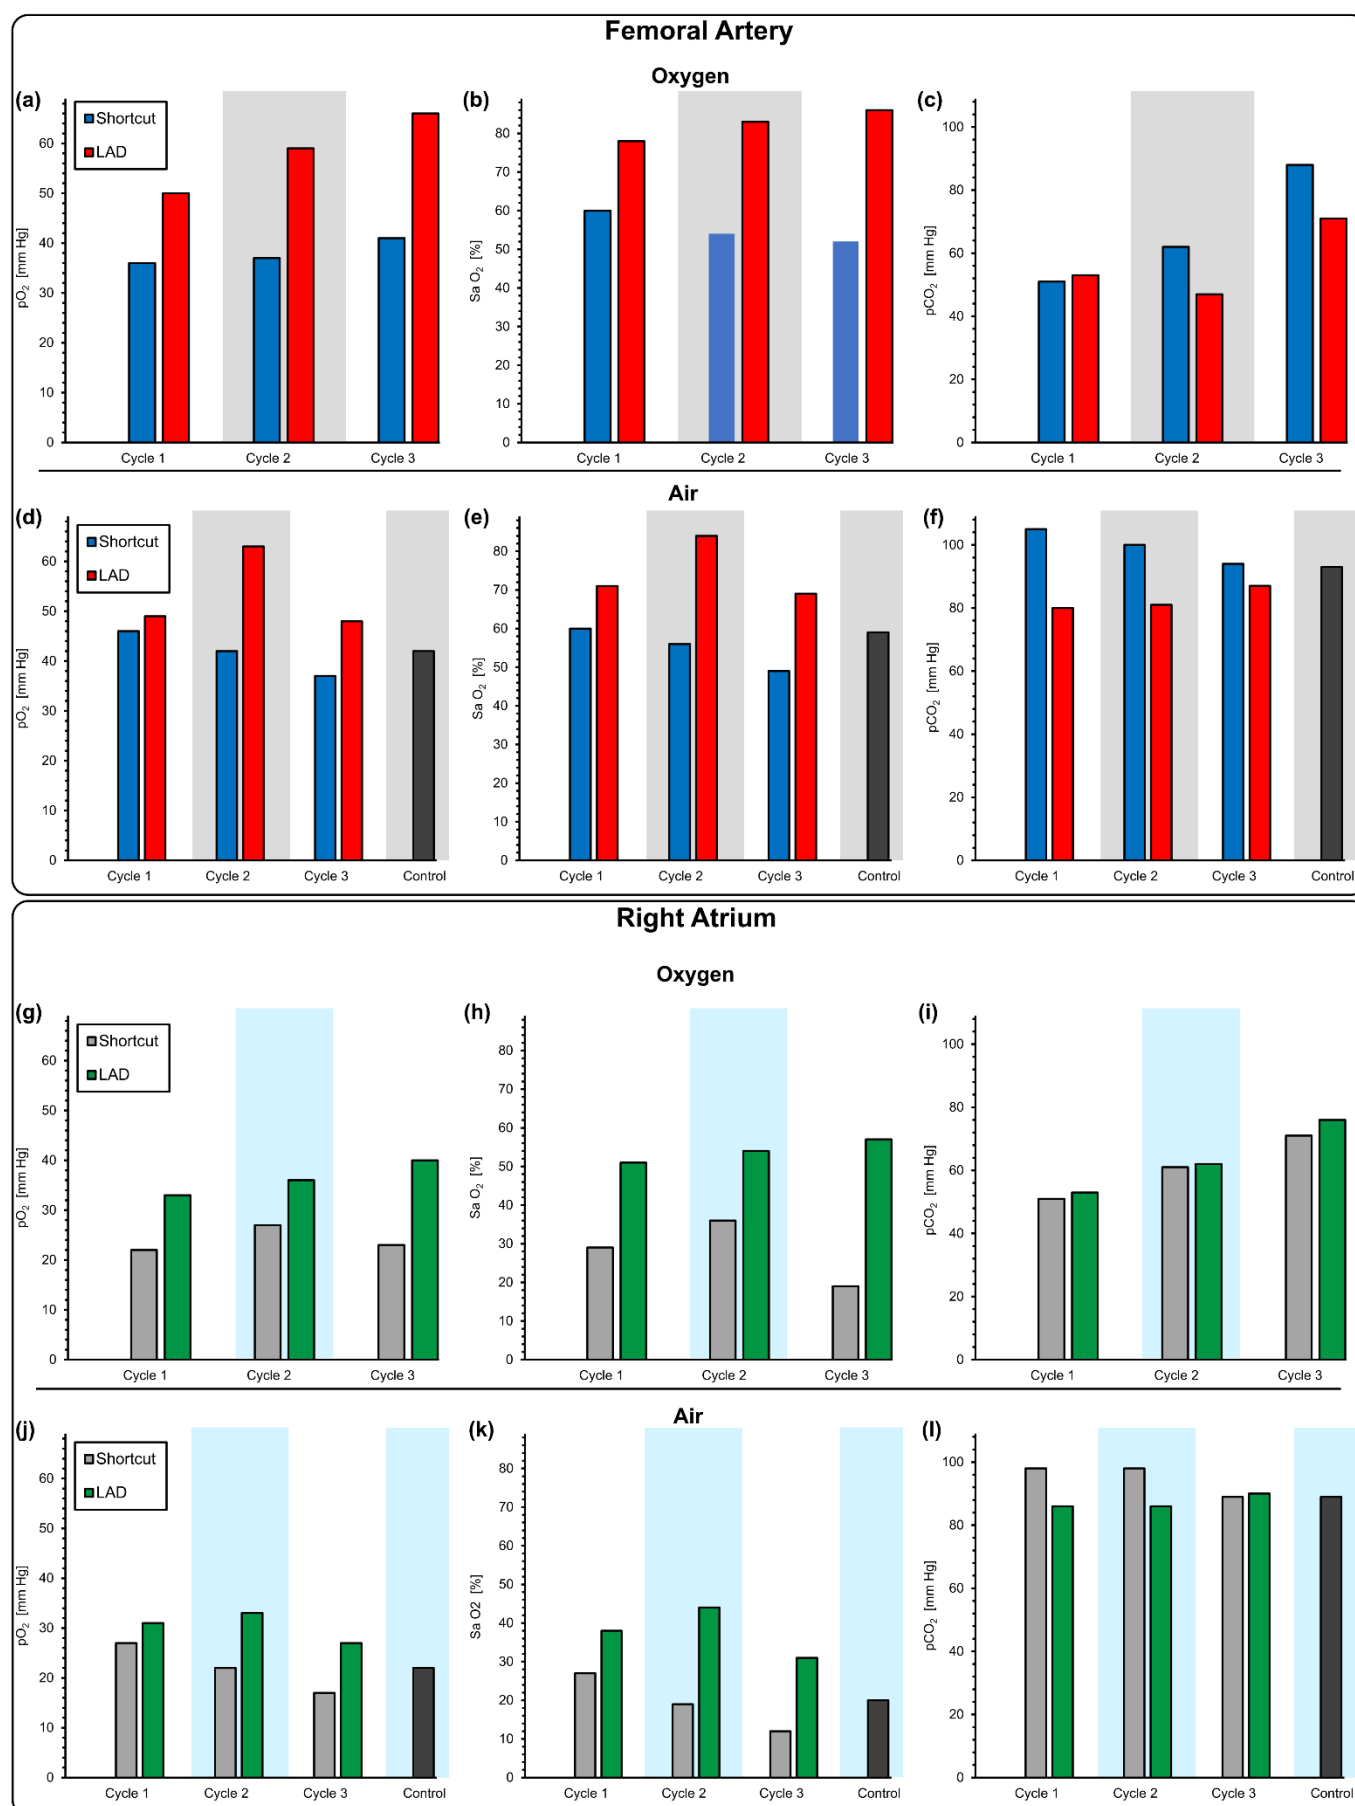 Femoral Artery
Oxygen
(a)
Shortcut
LAD
pO2 [mm Hg]
60
50
40
30
20
10
0
Cycle 1 Cycle 2 Cycle 3
(b)
Sa O2 [%]
80
70
60
50
40
30
20
10
0
Cycle 1 Cycle 2 Cycle 3
(c)
pCO2 [mm Hg]
100
80
60
40
20
0
Cycle 1 Cycle 2 Cycle 3
Air
(d)
Shortcut
LAD
pO2 [mm Hg]
60
50
40
30
20
10
0
Cycle 1 Cycle 2 Cycle 3 Control
(e)
Sa O2 [%]
80
70
60
50
40
30
20
10
0
Cycle 1 Cycle 2 Cycle 3 Control
(f)
pCO2 [mm Hg]
100
80
60
40
20
0
Cycle 1 Cycle 2 Cycle 3 Control
Right Atrium
Oxygen
(g)
Shortcut
LAD
pO2 [mm Hg]
60
50
40
30
20
10
0
Cycle 1 Cycle 2 Cycle 3
(h)
Sa O2 [%]
80
70
60
50
40
30
20
10
0
Cycle 1 Cycle 2 Cycle 3
(i)
pCO2 [mm Hg]
100
80
60
40
20
0
Cycle 1 Cycle 2 Cycle 3
Air
(j)
Shortcut
LAD
pO2 [mm Hg]
60
50
40
30
20
10
0
Cycle 1 Cycle 2 Cycle 3 Control
(k)
Sa O2 [%]
80
70
60
50
40
30
20
10
0
Cycle 1 Cycle 2 Cycle 3 Control
(l)
pCO2 [mm Hg]
100
80
60
40
20
0
Cycle 1 Cycle 2 Cycle 3 Control